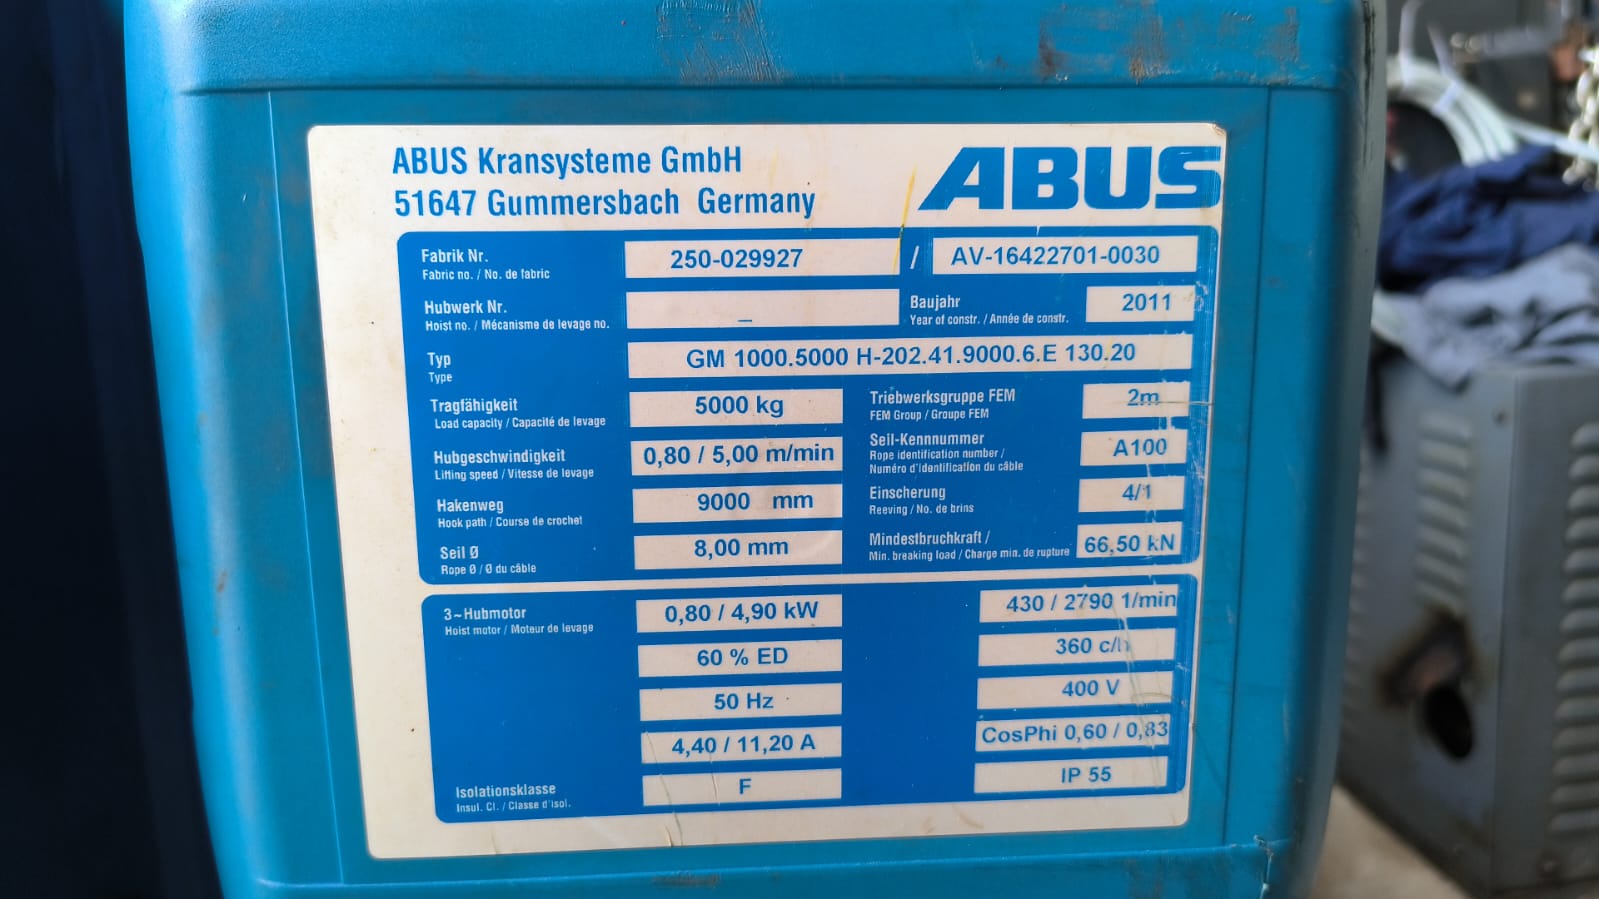 ABUS Kransysteme GmbH
51647 Gummersbach Germany
ABUS
Fabrik Nr.
Fabric no. / No. de fabric
250-029927 / AV-16422701-0030
Hubwerk Nr.
Hoist no. / Mécanisme de levage no.
_
Baujahr
Year of constr. / Année de constr.
2011
Typ
Type
GM 1000.5000 H-202.41.9000.6.E 130.20
Tragfähigkeit
Load capacity / Capacité de levage
5000 kg
Triebwerksgruppe FEM
FEM Group / Groupe FEM
2m
Hubgeschwindigkeit
Lifting speed / Vitesse de levage
0,80 / 5,00 m/min
Seil-Kennnummer
Rope identification number /
Numéro d'identification du câble
A100
Hakenweg
Hook path / Course de crochet
9000 mm
Einscherung
Reeving / No. de brins
4/1
Seil Ø
Rope Ø / Ø du câble
8,00 mm
Mindestbruchkraft /
Min. breaking load / Charge min. de rupture
66,50 kN
3~Hubmotor
Hoist motor / Moteur de levage
0,80 / 4,90 kW
430 / 2790 1/min
60 % ED
360 c/h
50 Hz
400 V
4,40 / 11,20 A
CosPhi 0,60 / 0,83
Isolationsklasse
Insul. Cl. / Classe d'isol.
F
IP 55